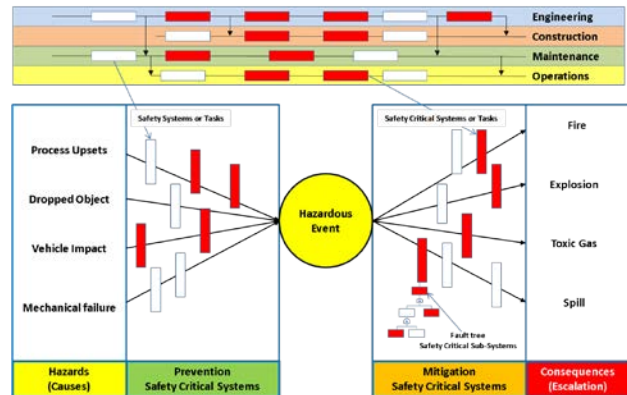 Engineering
Construction
Maintenance
Operations
Safety Systems or Tasks
Safety Critical Systems or Tasks
Process Upsets
Dropped Object
Vehicle Impact
Mechanical failure
Hazardous
Event
Fire
Explosion
Toxic Gas
Spill
Fault tree
Safety Critical Sub-Systems
Hazards
(Causes)
Prevention
Safety Critical Systems
Mitigation
Safety Critical Systems
Consequences
(Escalation)